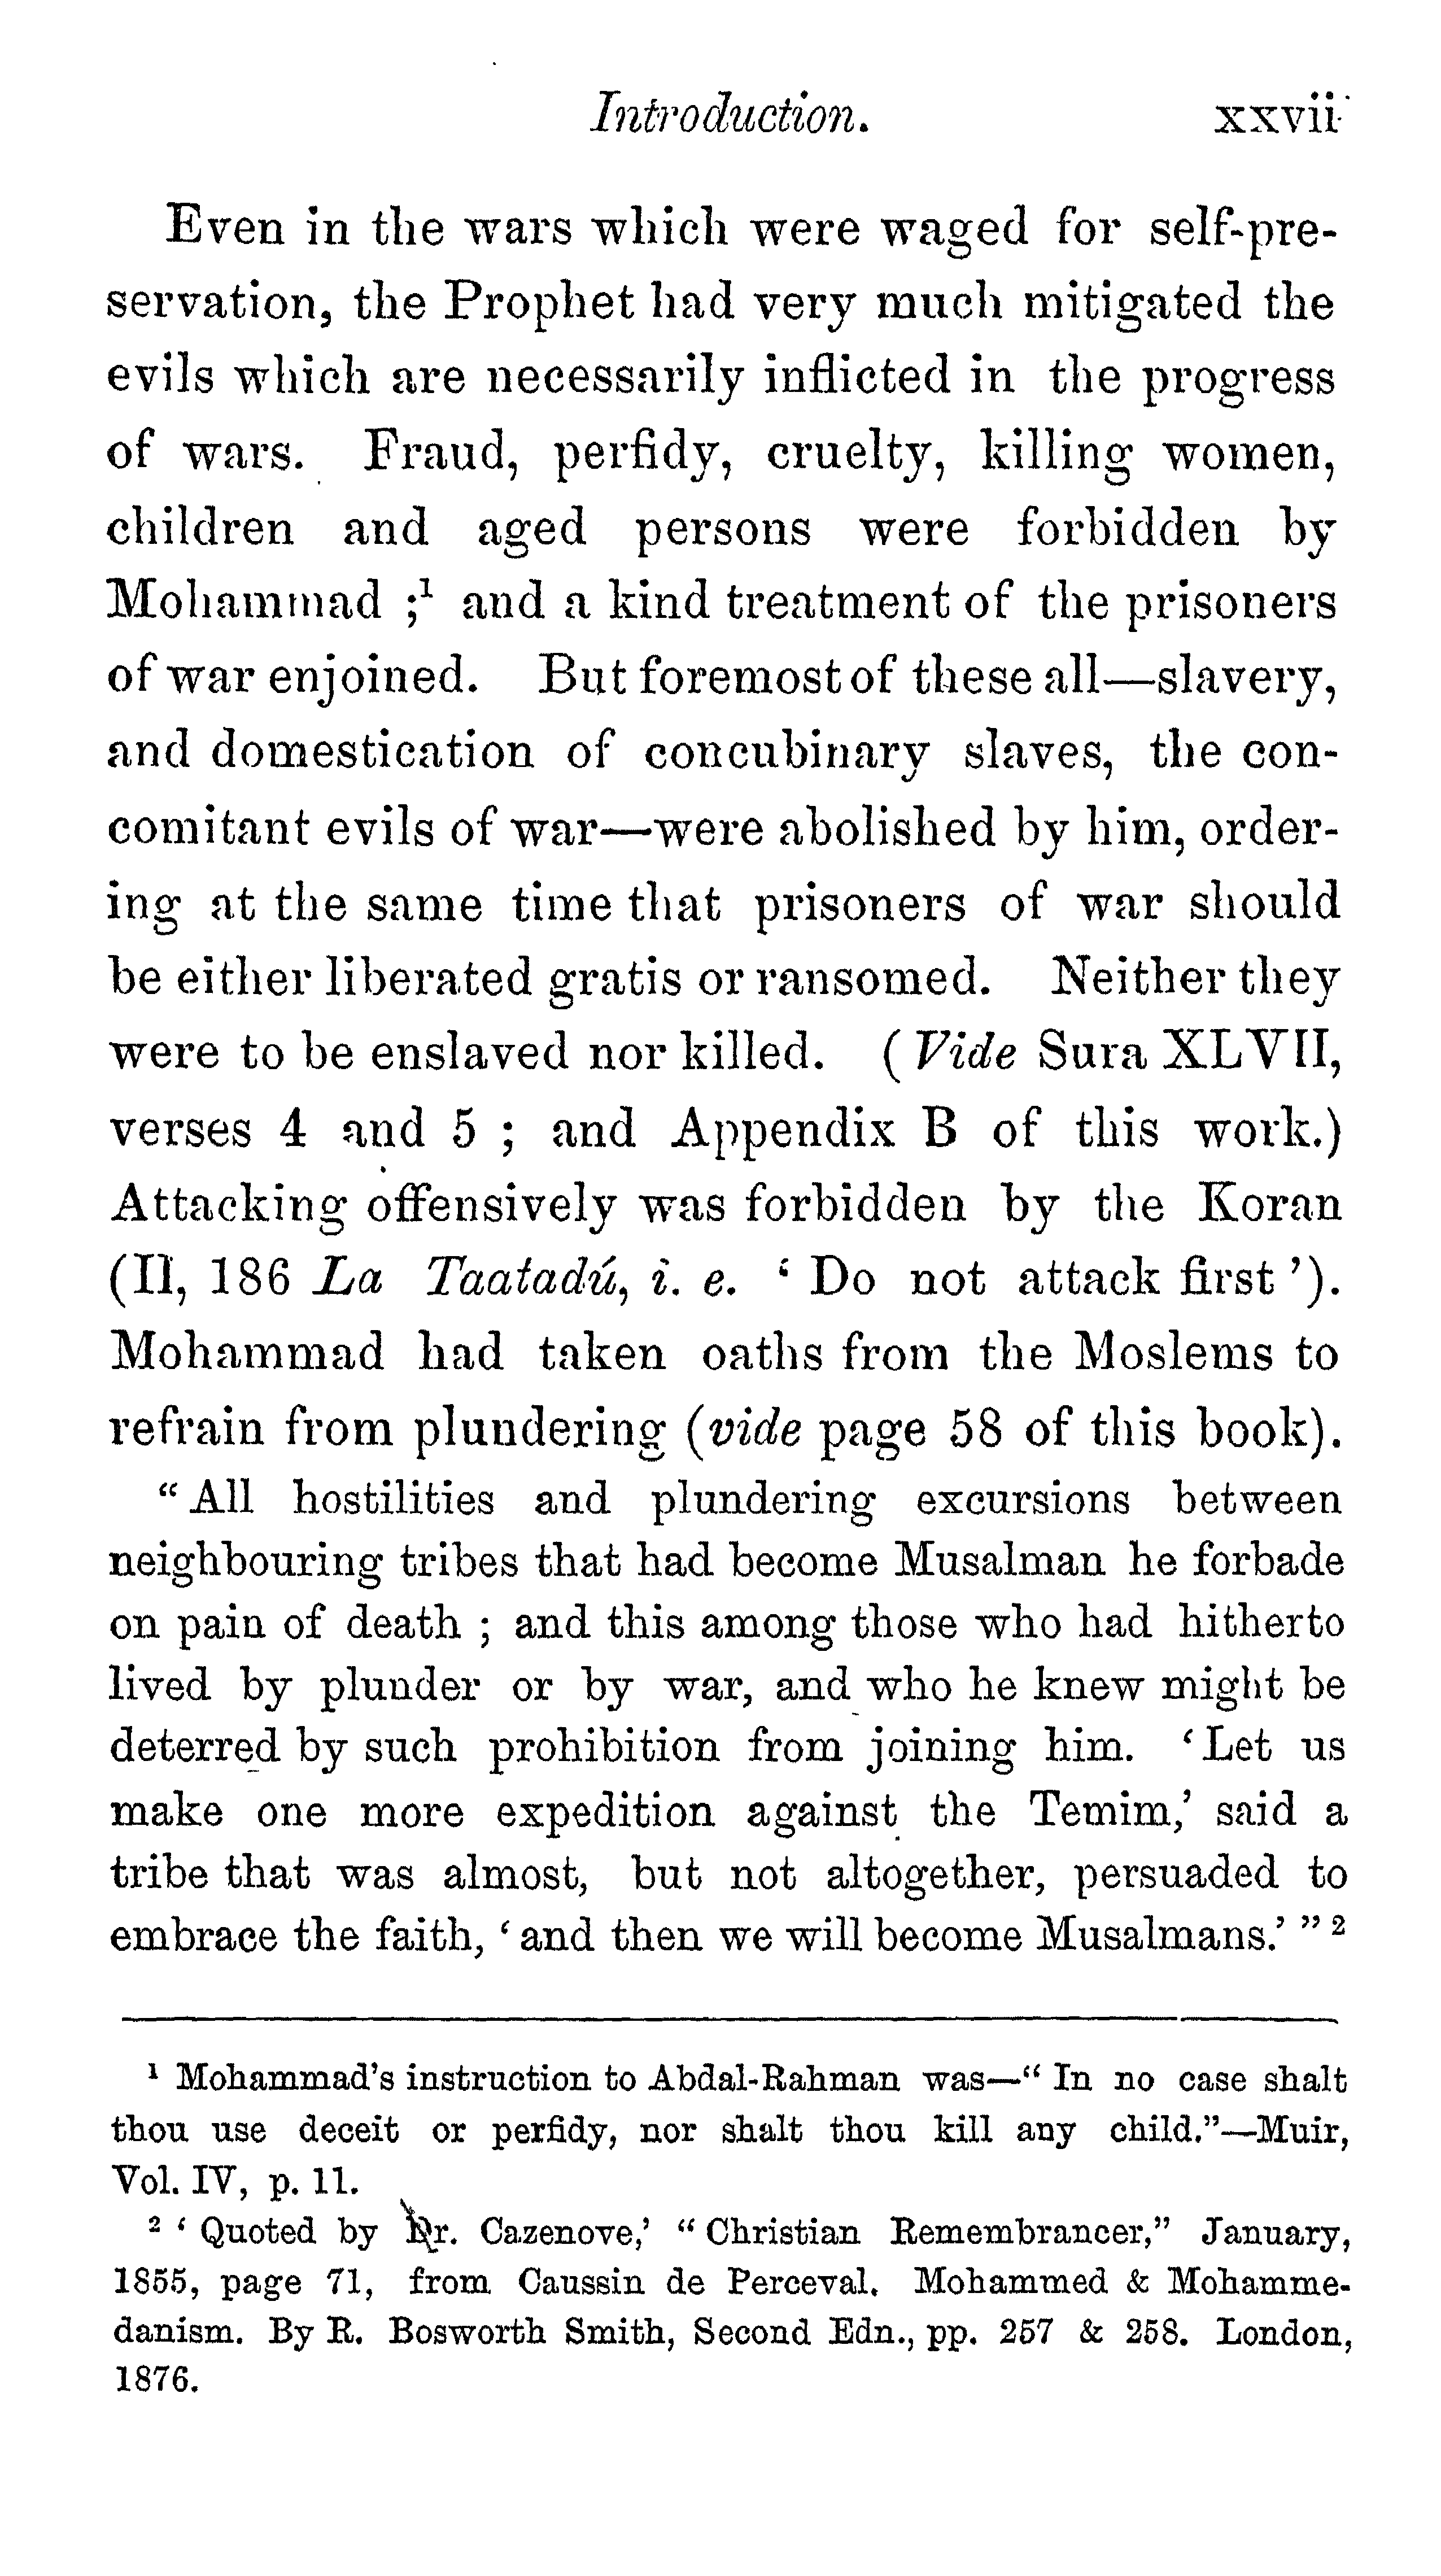 Introduction. xxvii
Even in the wars which were waged for self-pre-
servation, the Prophet had very much mitigated the
evils which are necessarily inflicted in the progress
of wars. Fraud, perfidy, cruelty, killing women,
children and aged persons were forbidden by
Mohammad ;¹ and a kind treatment of the prisoners
of war enjoined. But foremost of these all—slavery,
and domestication of concubinary slaves, the con-
comitant evils of war—were abolished by him, order-
ing at the same time that prisoners of war should
be either liberated gratis or ransomed. Neither they
were to be enslaved nor killed. (Vide Sura XLVII,
verses 4 and 5 ; and Appendix B of this work.)
Attacking offensively was forbidden by the Koran
(II, 186 La Taatadú, i. e. ‘ Do not attack first ’).
Mohammad had taken oaths from the Moslems to
refrain from plundering (vide page 58 of this book).
“ All hostilities and plundering excursions between
neighbouring tribes that had become Musalman he forbade
on pain of death ; and this among those who had hitherto
lived by plunder or by war, and who he knew might be
deterred by such prohibition from joining him. ‘ Let us
make one more expedition against the Temim,’ said a
tribe that was almost, but not altogether, persuaded to
embrace the faith, ‘ and then we will become Musalmans.’ ” ²
¹ Mohammad’s instruction to Abdal-Rahman was—“ In no case shalt
thou use deceit or perfidy, nor shalt thou kill any child.”—Muir,
Vol. IV, p. 11.
² ‘ Quoted by Dr. Cazenove,’ “ Christian Remembrancer,” January,
1855, page 71, from Caussin de Perceval. Mohammed & Mohamme-
danism. By R. Bosworth Smith, Second Edn., pp. 257 & 258. London,
1876.